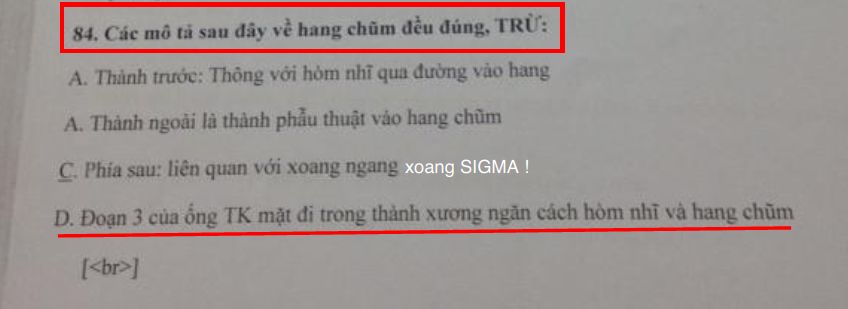 84. Các mô tả sau đây về hang chũm đều đúng, TRỪ:
A. Thành trước: Thông với hòm nhĩ qua đường vào hang
A. Thành ngoài là thành phẫu thuật vào hang chũm
C. Phía sau: liên quan với xoang ngang xoang SIGMA !
D. Đoạn 3 của ống TK mặt đi trong thành xương ngăn cách hòm nhĩ và hang chũm
[<br>]